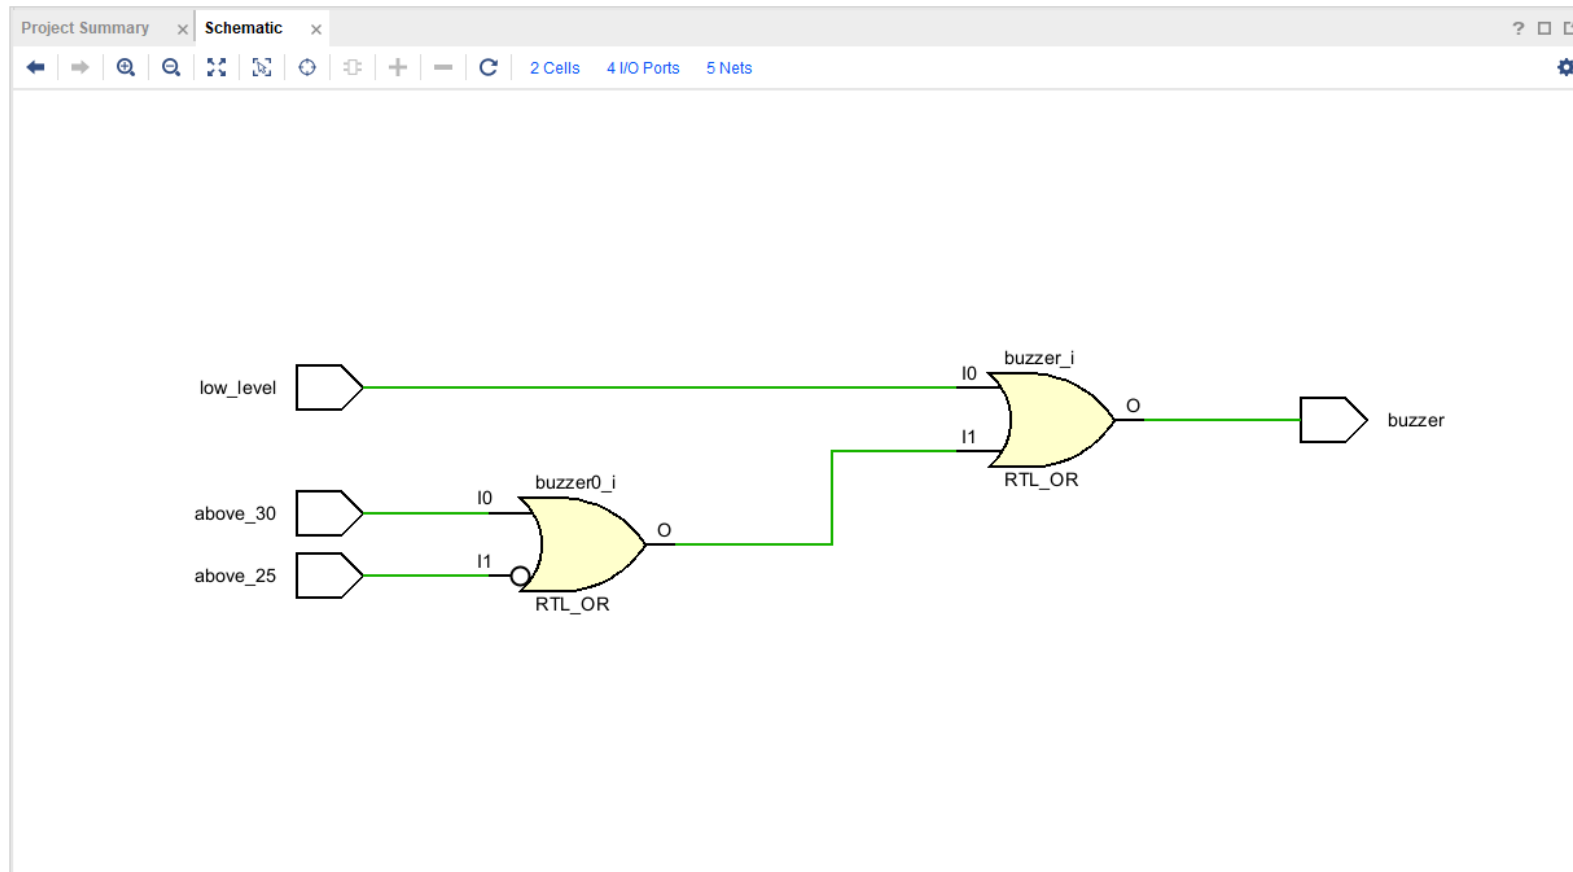 Project Summary × Schematic × ?
2 Cells 4 I/O Ports 5 Nets
buzzer_i
low_level I0
O
buzzer
I1
RTL_OR
buzzer0_i
above_30 I0
O
above_25 I1
RTL_OR